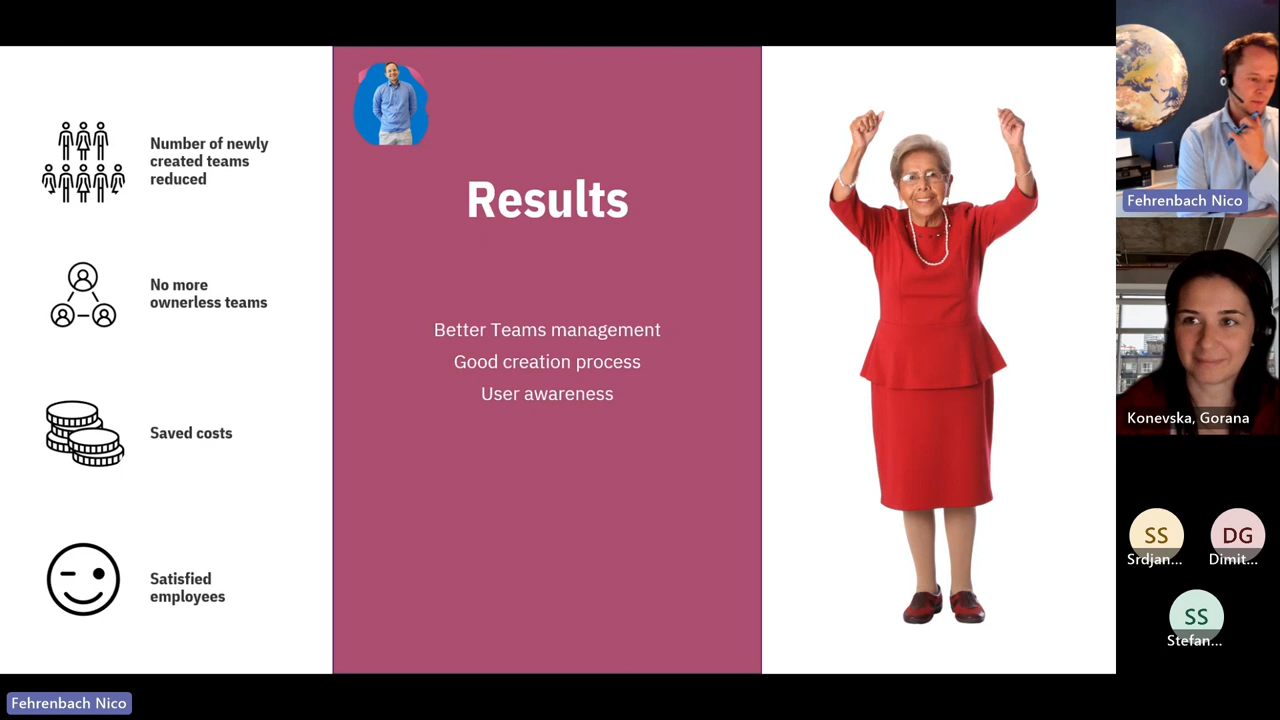 Number of newly
created teams
reduced
No more
ownerless teams
Saved costs
Satisfied
employees
Results
Better Teams management
Good creation process
User awareness
Fehrenbach Nico
Konevska, Gorana
SS
Srdjan...
DG
Dimit...
SS
Stefan...
Fehrenbach Nico